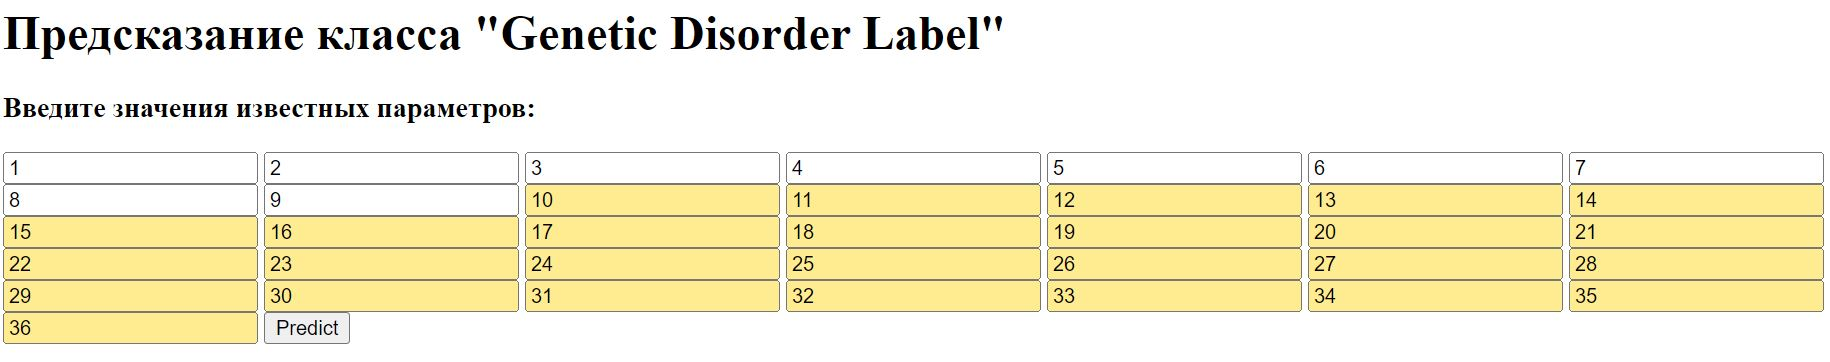 Предсказание класса "Genetic Disorder Label"
Введите значения известных параметров:
1 2 3 4 5 6 7
8 9 10 11 12 13 14
15 16 17 18 19 20 21
22 23 24 25 26 27 28
29 30 31 32 33 34 35
36 Predict